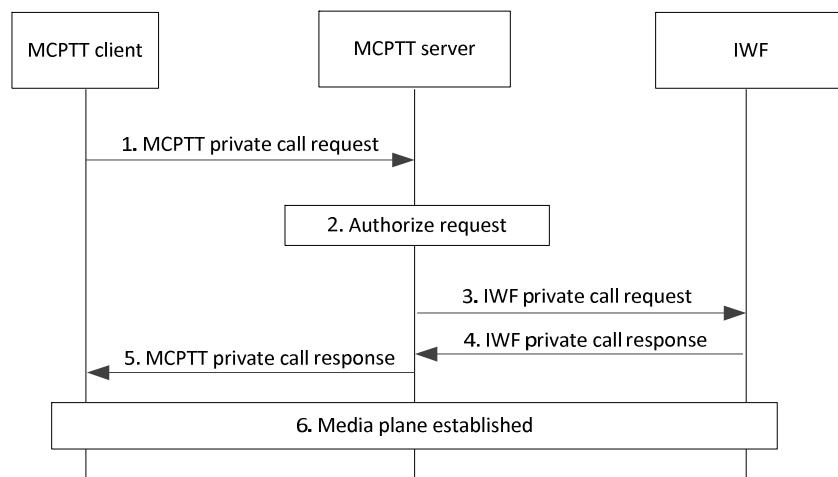 MCPTT client
MCPTT server
IWF
1. MCPTT private call request
2. Authorize request
3. IWF private call request
4. IWF private call response
5. MCPTT private call response
6. Media plane established